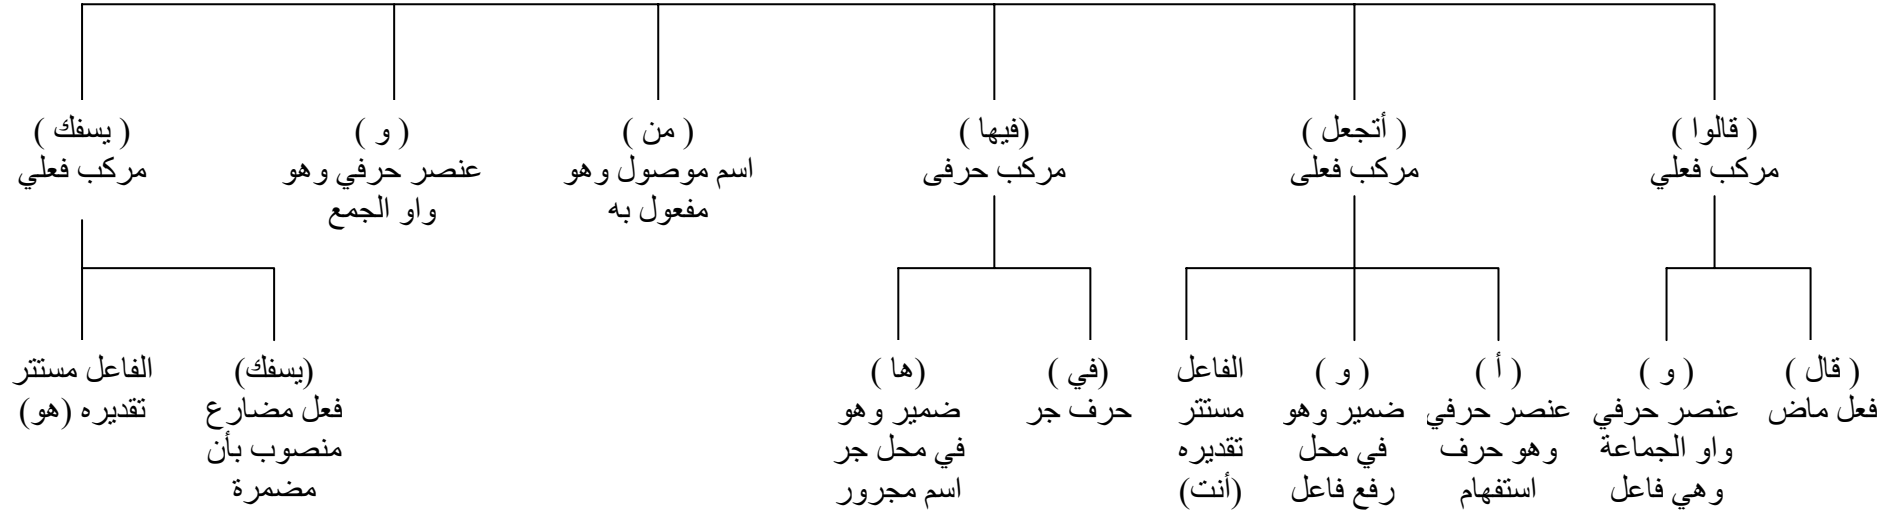 ( قالوا )
مركب فعلي
( أتجعل )
مركب فعلى
(فيها )
مركب حرفى
( من )
اسم موصول وهو
مفعول به
( و )
عنصر حرفي وهو
واو الجمع
( يسفك )
مركب فعلي
( قال )
فعل ماض
( و )
عنصر حرفي
واو الجماعة
وهي فاعل
( أ )
عنصر حرفي
وهو حرف
استفهام
( و )
ضمير وهو
في محل
رفع فاعل
الفاعل
مستتر
تقديره
(أنت)
(في )
حرف جر
(ها )
ضمير وهو
في محل جر
اسم مجرور
(يسفك)
فعل مضارع
منصوب بأن
مضمرة
الفاعل مستتر
تقديره (هو)